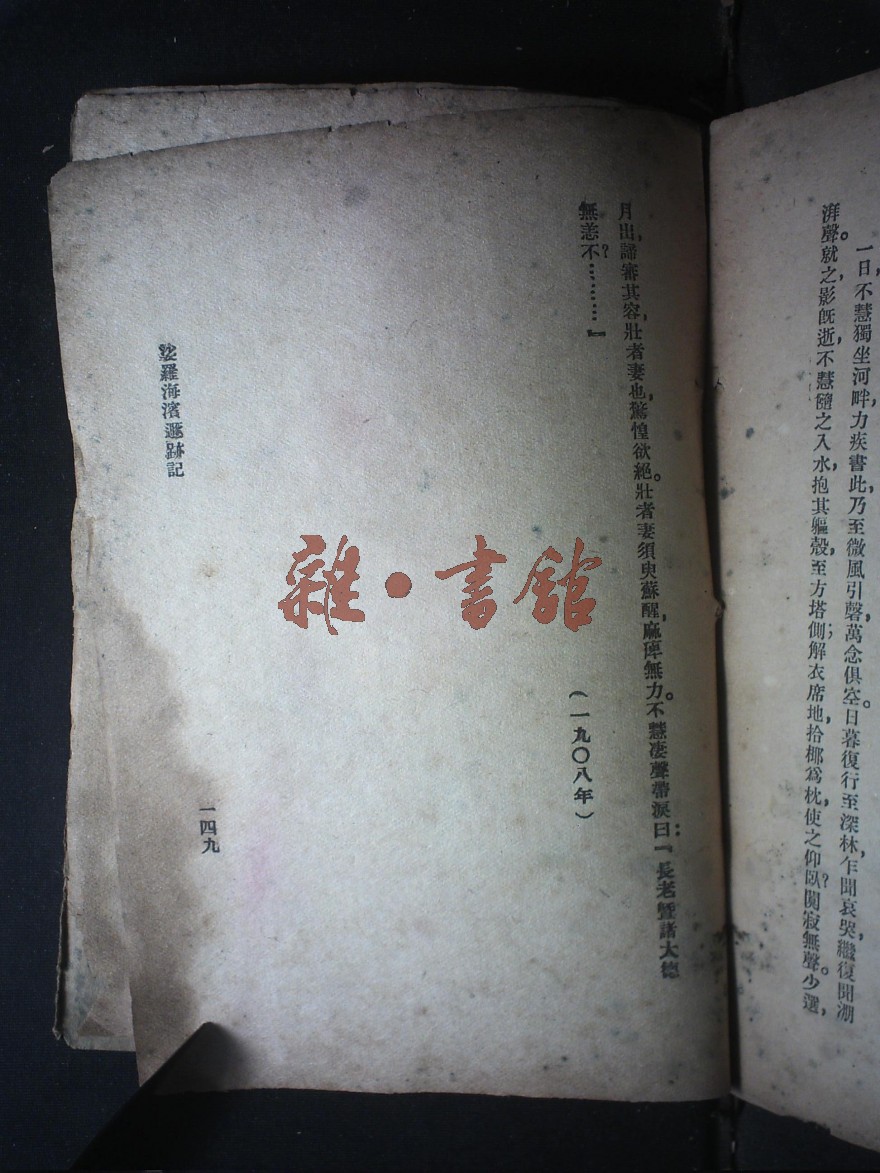 一日，不慧獨坐河畔，力疾書此，乃至微風引磬，萬念俱空。日暮復行至深林，乍聞哀哭，繼復聞淜
湃聲。就之，影旣逝，不慧隨之入水，抱其軀殼，至方塔側；解衣席地，拾椰爲枕，使之仰臥，闃寂無聲。少選，
月出，諦審其容，壯者妻也，驚惶欲絕。壯者妻須臾蘇醒，麻痺無力。不慧凄聲帶淚曰：『長老暨諸大德
無恙不？………』
（一九〇八年）
娑羅海濱遯跡記
一四九
雜·書館